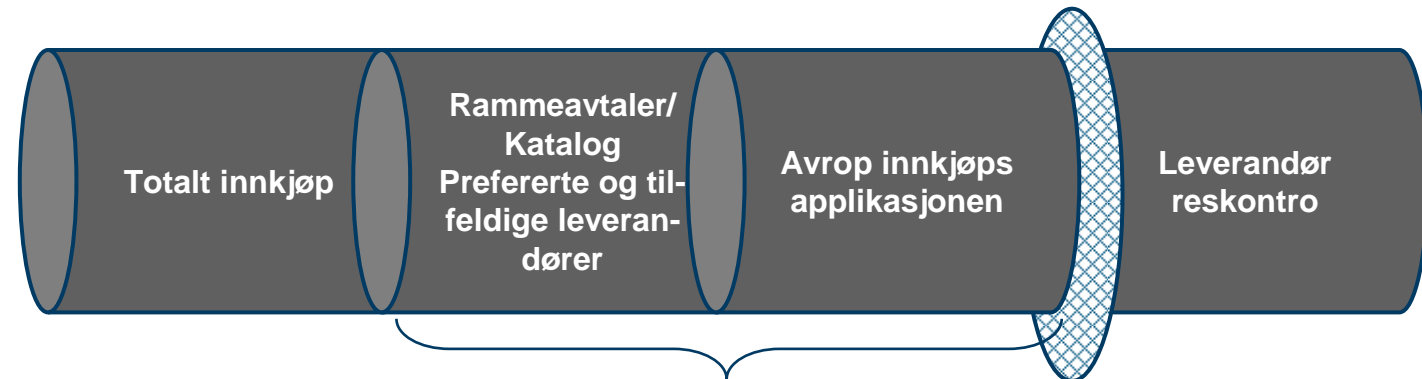 Totalt innkjøp
Rammeavtaler/
Katalog
Prefererte og til-
feldige leveran-
dører
Avrop innkjøps
applikasjonen
Leverandør
reskontro